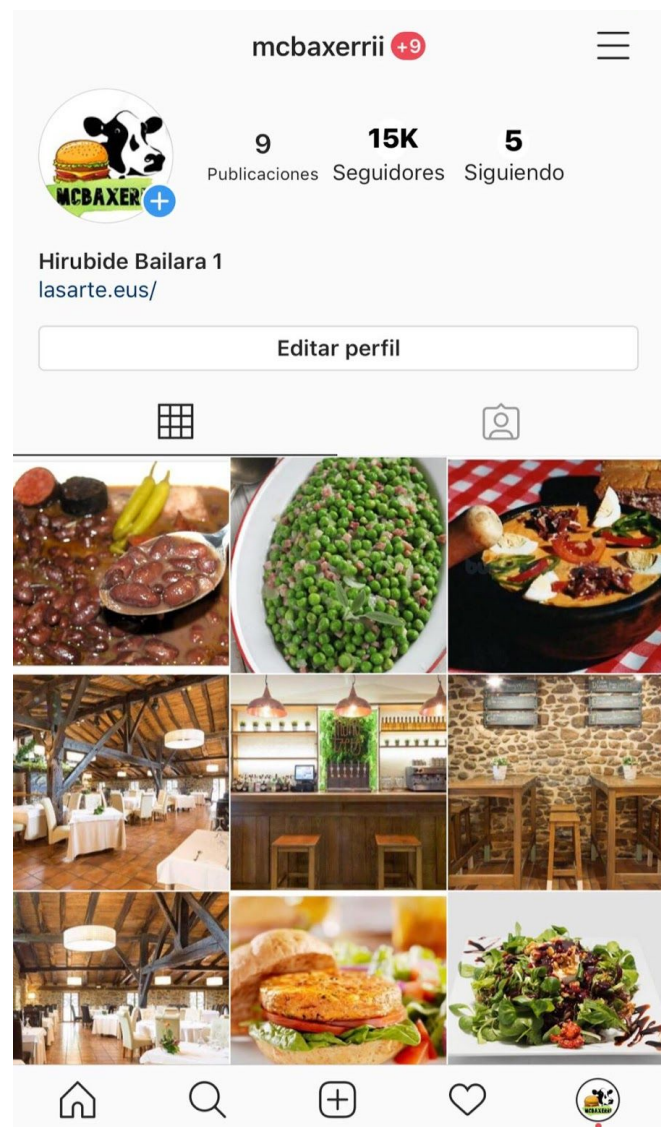 mcbaxerrii +9
9 15K 5
Publicaciones Seguidores Siguiendo
MCBAXER
Hirubide Bailara 1
lasarte.eus/
Editar perfil